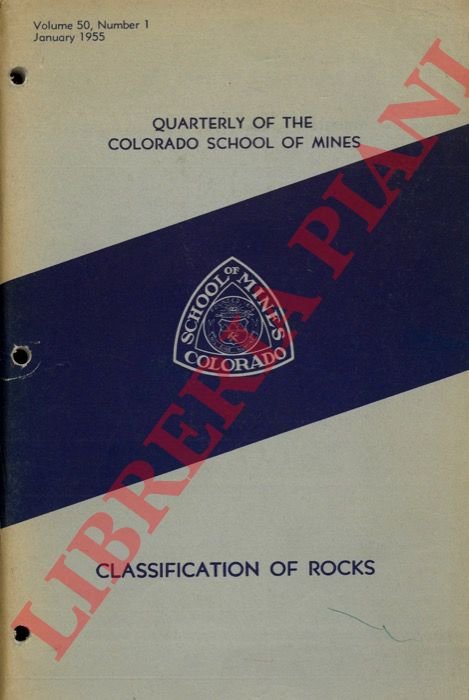 Volume 50, Number 1
January 1955
QUARTERLY OF THE
COLORADO SCHOOL OF MINES
SCHOOL OF MINES
COLORADO
CLASSIFICATION OF ROCKS
LIBRERIA PIANI